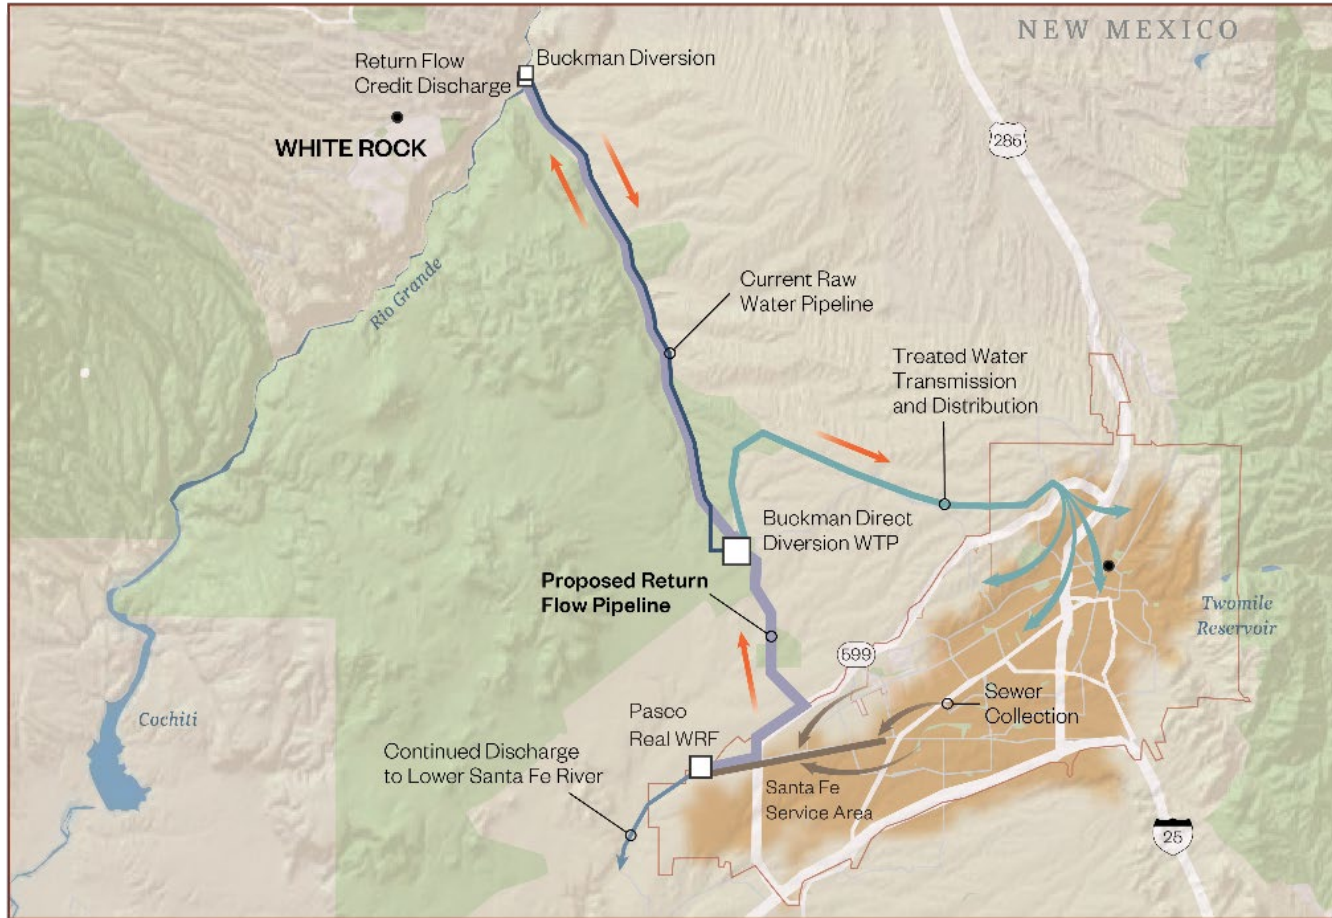 NEW MEXICO
Return Flow
Credit Discharge
Buckman Diversion
WHITE ROCK
285
Rio Grande
Current Raw
Water Pipeline
Treated Water
Transmission
and Distribution
Buckman Direct
Diversion WTP
Proposed Return
Flow Pipeline
Twomile
Reservoir
599
Sewer
Collection
Cochiti
Paseo
Real WRF
Continued Discharge
to Lower Santa Fe River
Santa Fe
Service Area
25